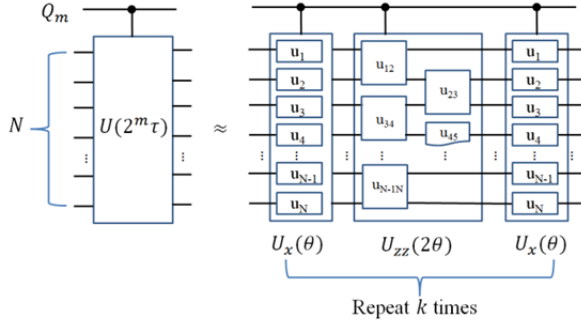 Q_m
N
U(2^m τ)
≈
u_1 u_12 u_1
u_2 u_23 u_2
u_3 u_34 u_3
u_4 u_45 u_4
⋮ ⋮ ⋮ ⋮ ⋮ ⋮ ⋮ ⋮ ⋮
u_N-1 u_N-1N u_N-1
u_N u_N
U_x(θ) U_zz(2θ) U_x(θ)
Repeat k times